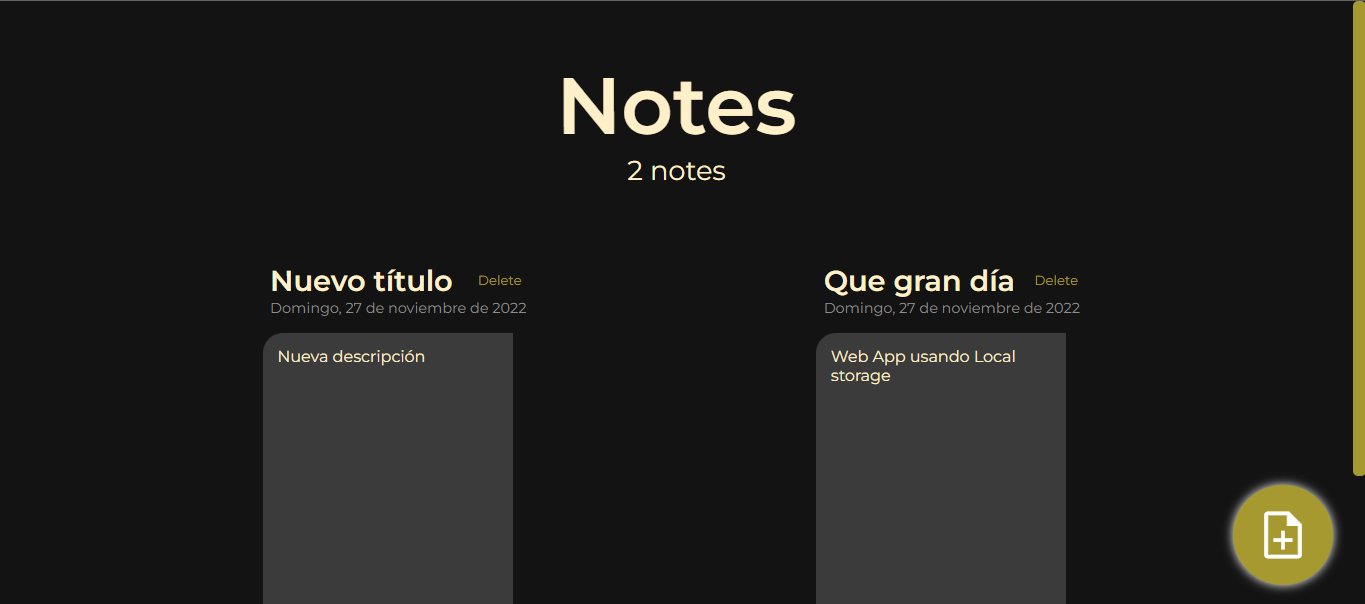 Notes
2 notes
Nuevo título
Delete
Domingo, 27 de noviembre de 2022
Nueva descripción
Que gran día
Delete
Domingo, 27 de noviembre de 2022
Web App usando Local
storage